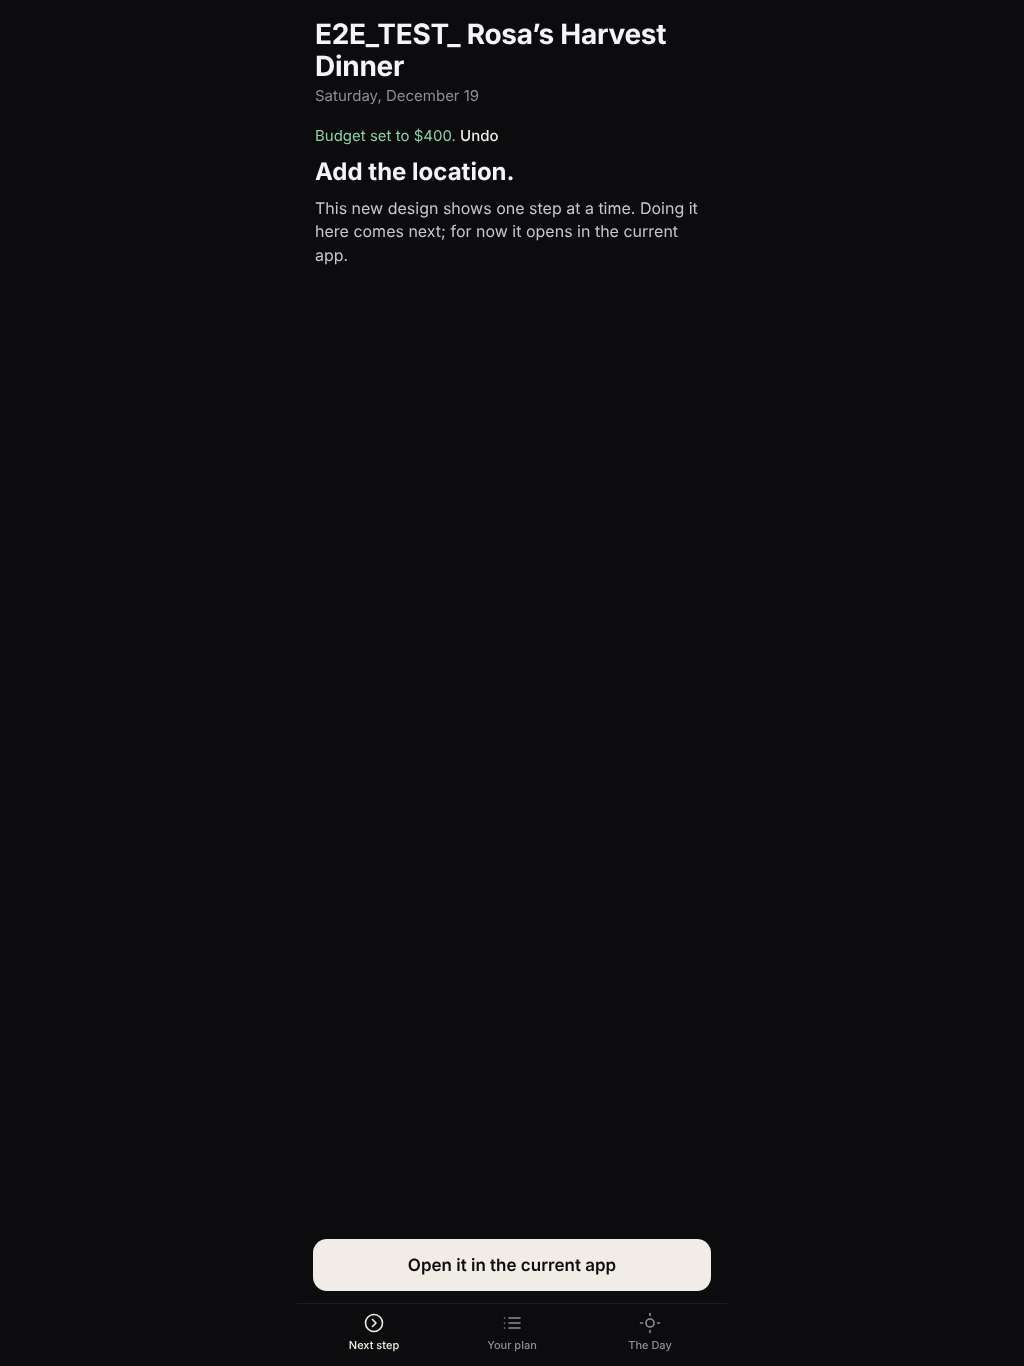 E2E_TEST_ Rosa’s Harvest
Dinner
Saturday, December 19
Budget set to $400. Undo
Add the location.
This new design shows one step at a time. Doing it
here comes next; for now it opens in the current
app.
Open it in the current app
Next step
Your plan
The Day